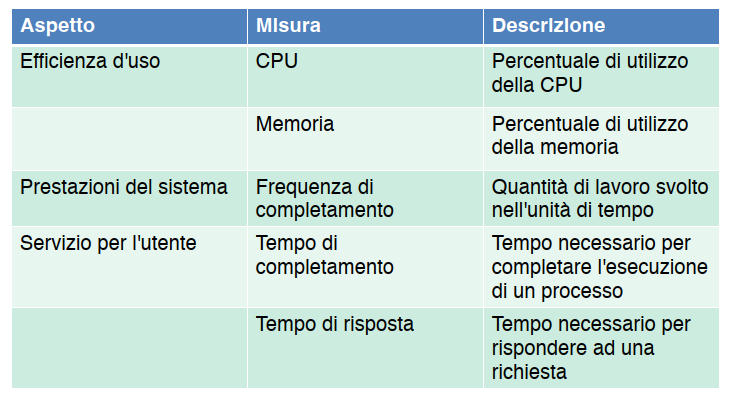 Aspetto MIsura DescrIzIone
Efficienza d'uso CPU Percentuale di utilizzo
della CPU
Memoria Percentuale di utilizzo
della memoria
Prestazioni del sistema Frequenza di Quantità di lavoro svolto
completamento nell'unità di tempo
Servizio per l'utente Tempo di Tempo necessario per
completamento completare l'esecuzione
di un processo
Tempo di risposta Tempo necessario per
rispondere ad una
richiesta